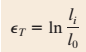 ϵ_T = ln l_i / l_0